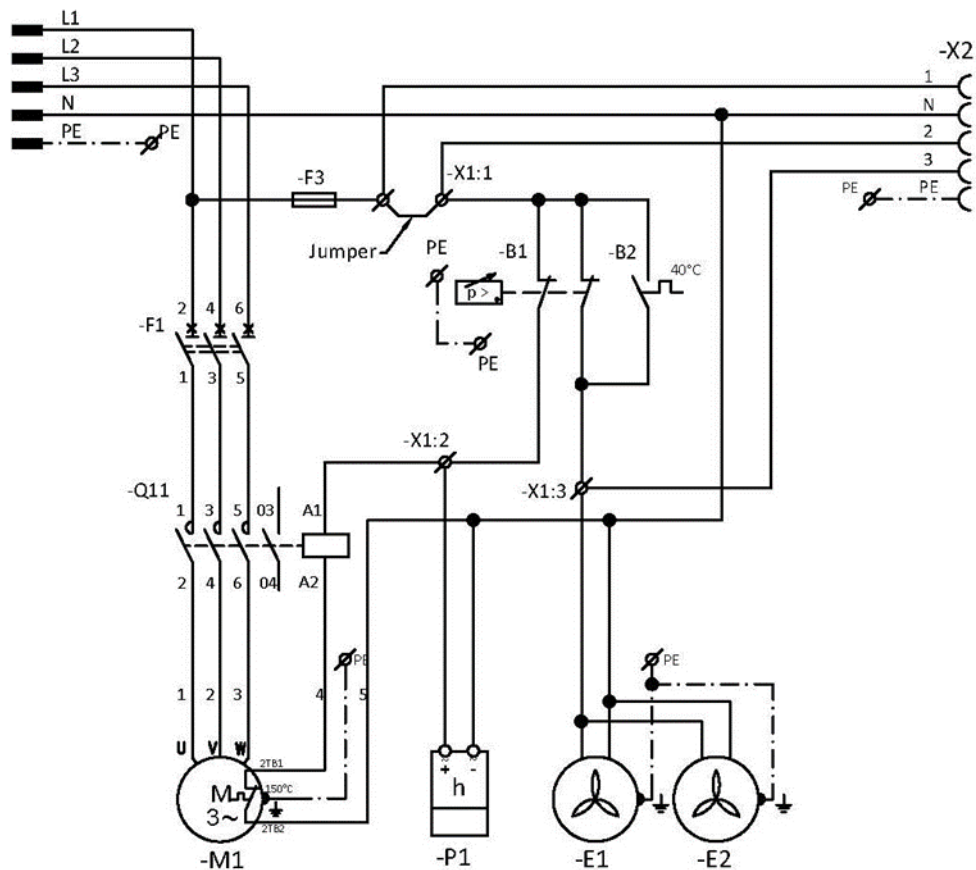 L1
L2
L3
N
PE
PE
-X2
1
N
2
3
PE
PE
-F3
-X1:1
Jumper
PE
-B1
-B2
40°C
p >
PE
2 4 6
-F1
1 3 5
-X1:2
-X1:3
-Q11
1 3 5 03 A1
2 4 6 04 A2
PE
PE
1 2 3 4 5
U V W
2TB1
150°C
M
3~
2TB2
~ ~
+ -
h
-M1
-P1
-E1
-E2